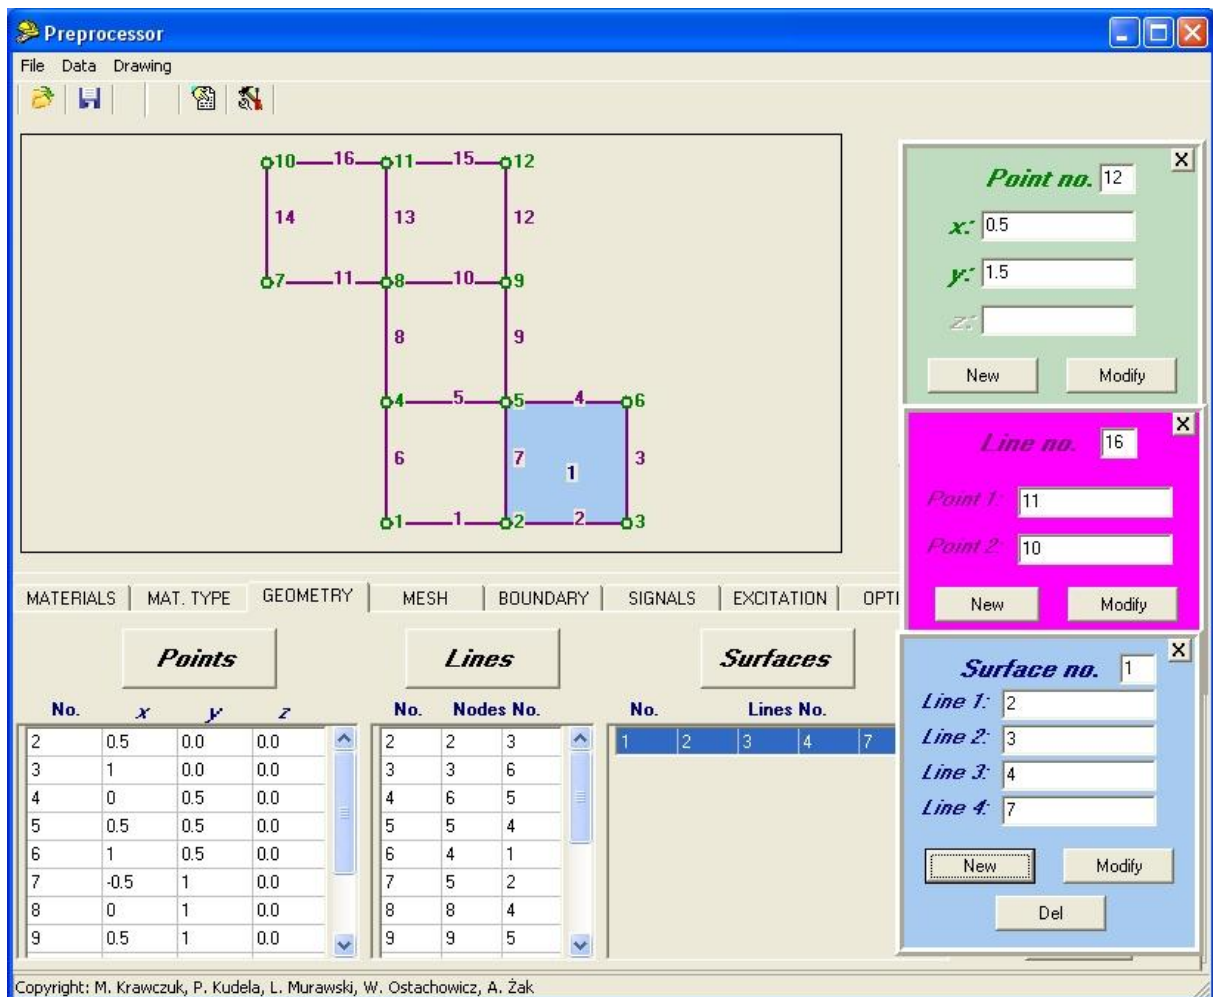 Preprocessor
File Data Drawing
10 16 11 15 12
14 13 12
7 11 8 10 9
8 9
4 5 5 4 6
6 7 1 3
1 1 2 2 3
Point no. 12
x: 0.5
y: 1.5
z:
New Modify
Line no. 16
Point 1: 11
Point 2: 10
New Modify
MATERIALS MAT. TYPE GEOMETRY MESH BOUNDARY SIGNALS EXCITATION OPTI
Points Lines Surfaces
No. x y z
2 0.5 0.0 0.0
3 1 0.0 0.0
4 0 0.5 0.0
5 0.5 0.5 0.0
6 1 0.5 0.0
7 -0.5 1 0.0
8 0 1 0.0
9 0.5 1 0.0
No. Nodes No.
2 2 3
3 3 6
4 6 5
5 5 4
6 4 1
7 5 2
8 8 4
9 9 5
No. Lines No.
1 2 3 4 7
Surface no. 1
Line 1: 2
Line 2: 3
Line 3: 4
Line 4: 7
New Modify
Del
Copyright: M. Krawczuk, P. Kudela, L. Murawski, W. Ostachowicz, A. Żak